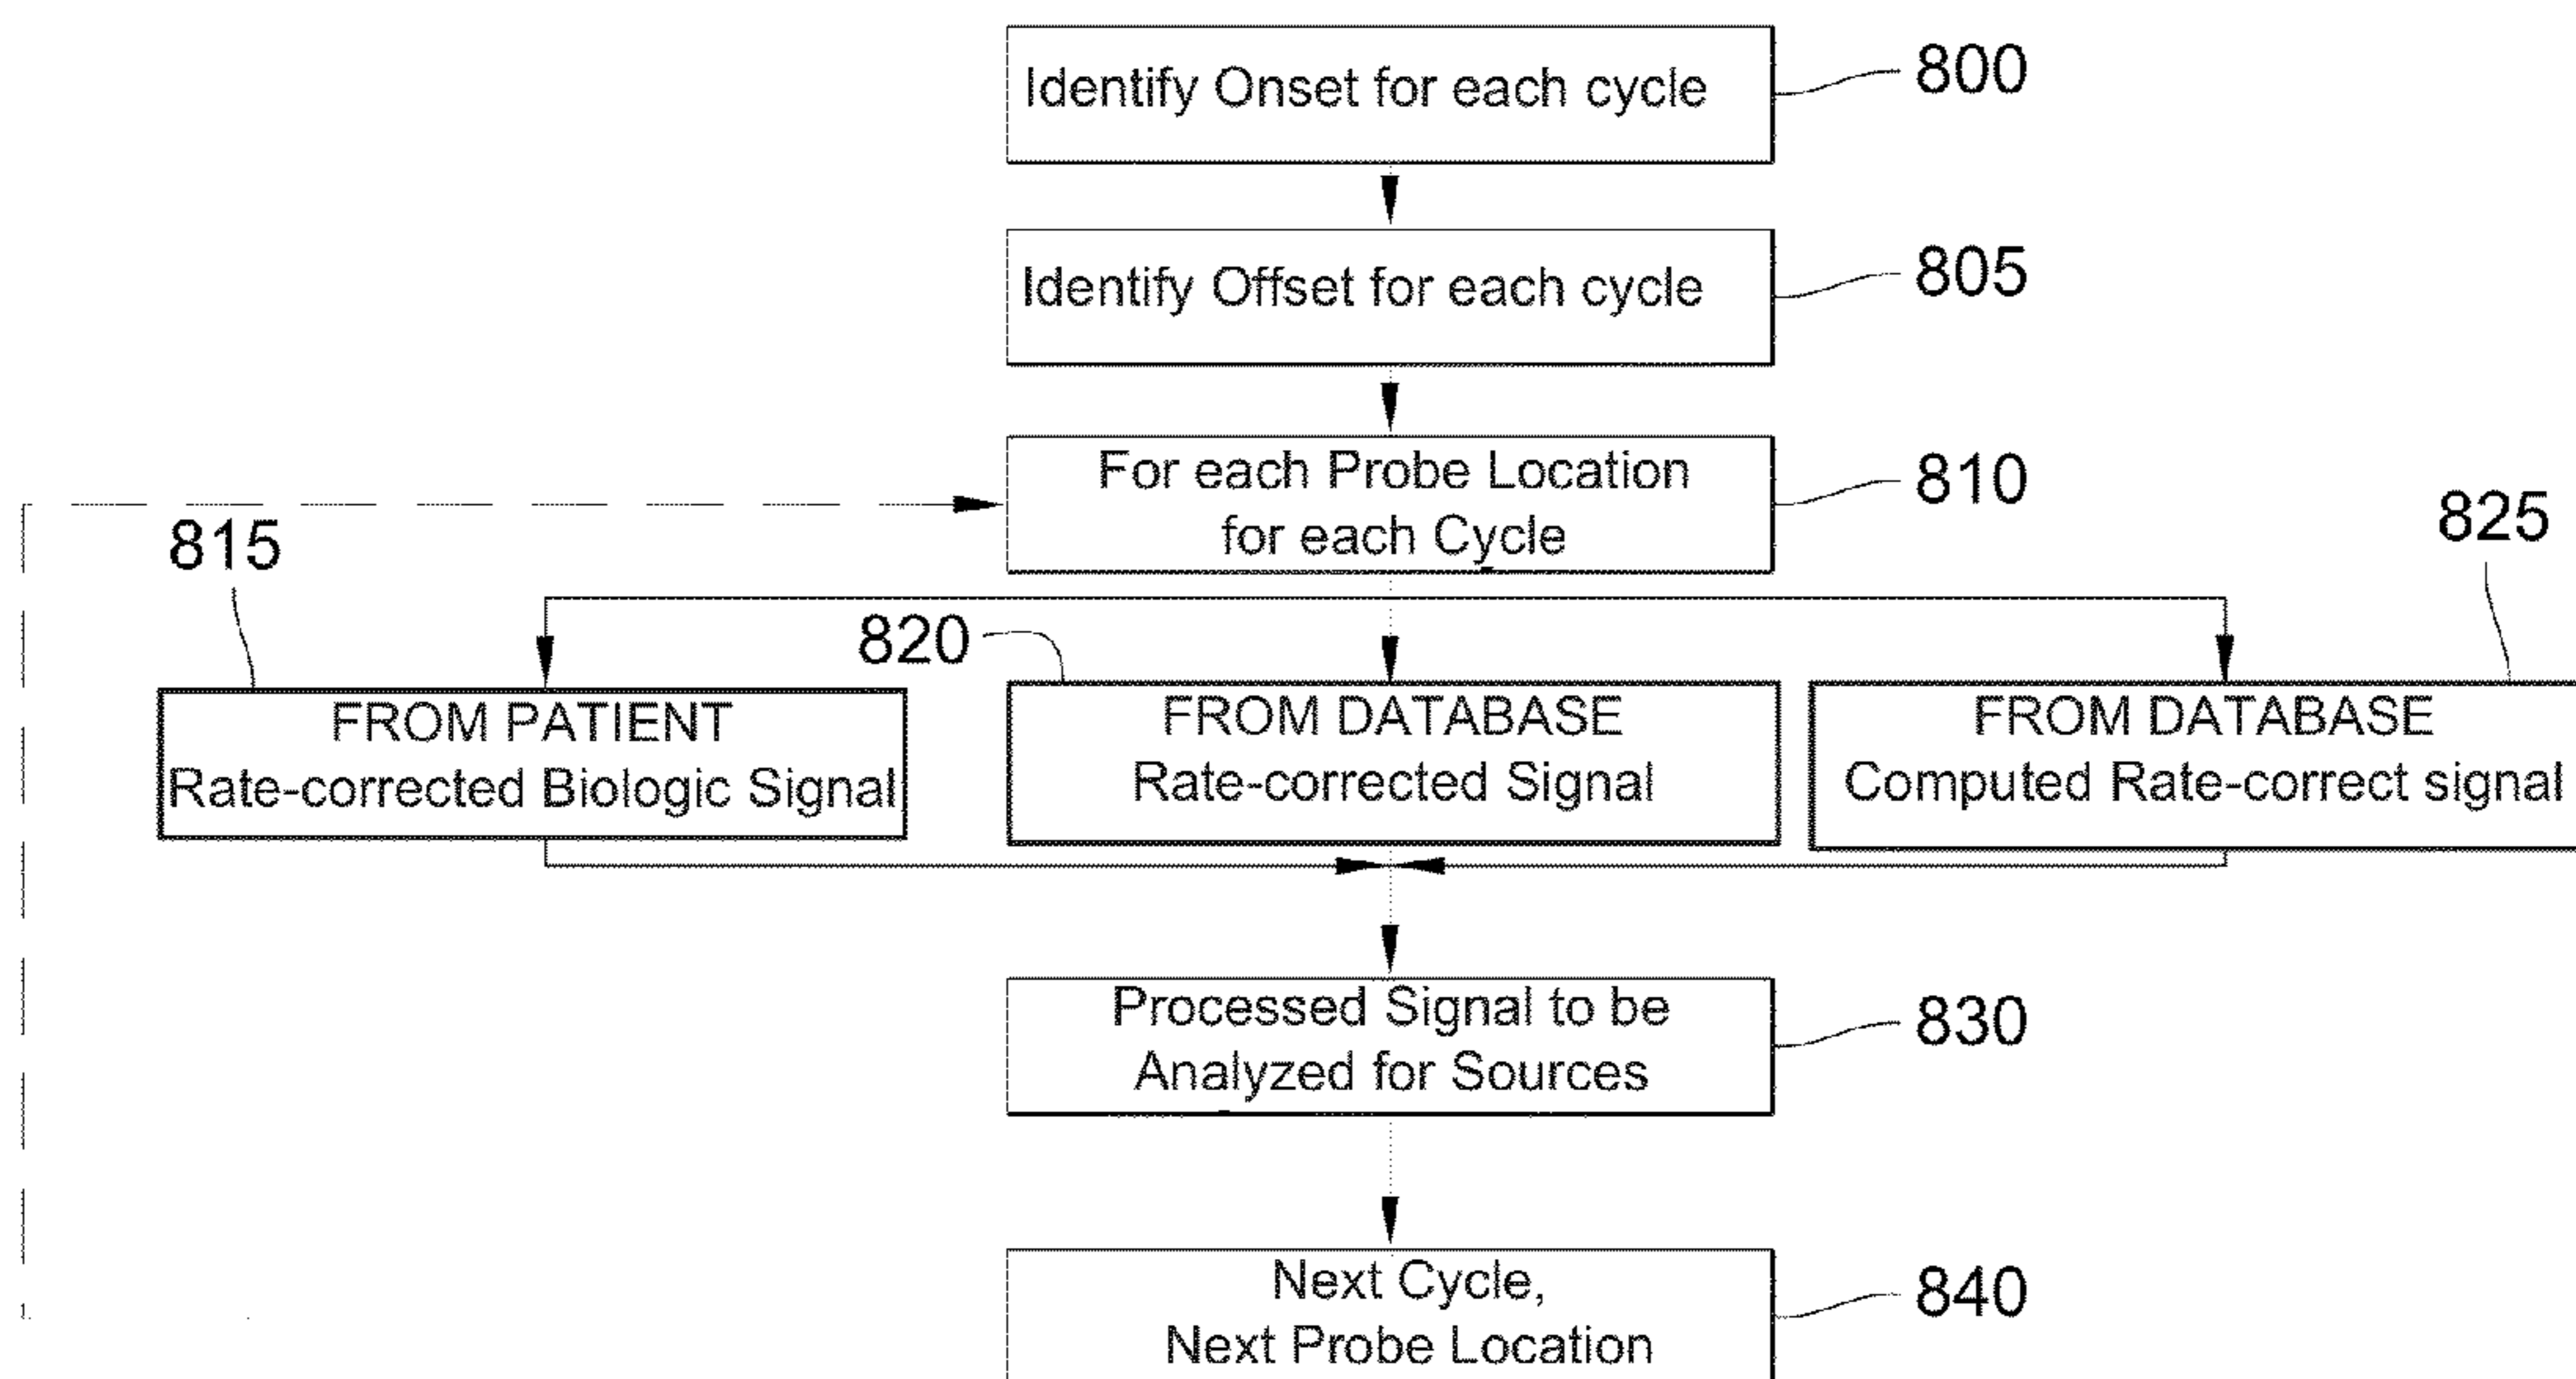 Identify Onset for each cycle
800
Identify Offset for each cycle
805
For each Probe Location
for each Cycle
810
815
820
825
FROM PATIENT
Rate-corrected Biologic Signal
FROM DATABASE
Rate-corrected Signal
FROM DATABASE
Computed Rate-correct signal
Processed Signal to be
Analyzed for Sources
830
Next Cycle,
Next Probe Location
840